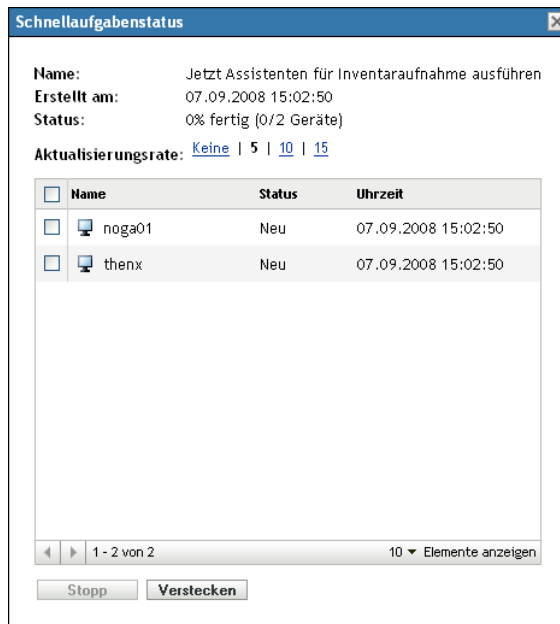 Schnellaufgabenstatus
Name: Jetzt Assistenten für Inventaraufnahme ausführen
Erstellt am: 07.09.2008 15:02:50
Status: 0% fertig (0/2 Geräte)
Aktualisierungsrate: Keine | 5 | 10 | 15
Name Status Uhrzeit
noga01 Neu 07.09.2008 15:02:50
thenx Neu 07.09.2008 15:02:50
1 - 2 von 2 10 Elemente anzeigen
Stopp Verstecken